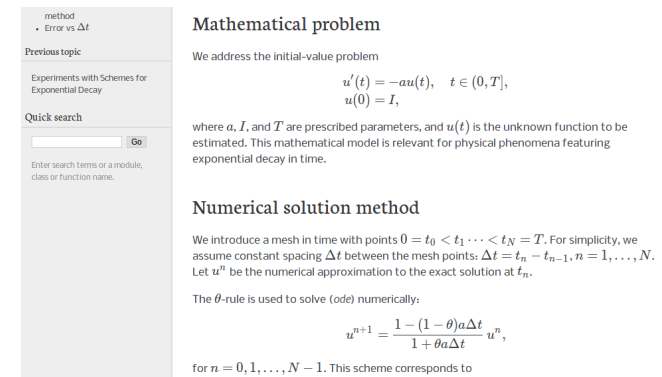 method
• Error vs Δt
Previous topic
Experiments with Schemes for
Exponential Decay
Quick search
Go
Enter search terms or a module,
class or function name.
Mathematical problem
We address the initial-value problem
u′(t) = −au(t), t ∈ (0, T],
u(0) = I,
where a, I, and T are prescribed parameters, and u(t) is the unknown function to be
estimated. This mathematical model is relevant for physical phenomena featuring
exponential decay in time.
Numerical solution method
We introduce a mesh in time with points 0 = t₀ < t₁ ⋯ < t_N = T. For simplicity, we
assume constant spacing Δt between the mesh points: Δt = tₙ − tₙ₋₁, n = 1, …, N.
Let uⁿ be the numerical approximation to the exact solution at tₙ.
The θ-rule is used to solve (ode) numerically:
uⁿ⁺¹ = (1 − (1 − θ)aΔt) / (1 + θaΔt) uⁿ,
for n = 0, 1, …, N − 1. This scheme corresponds to